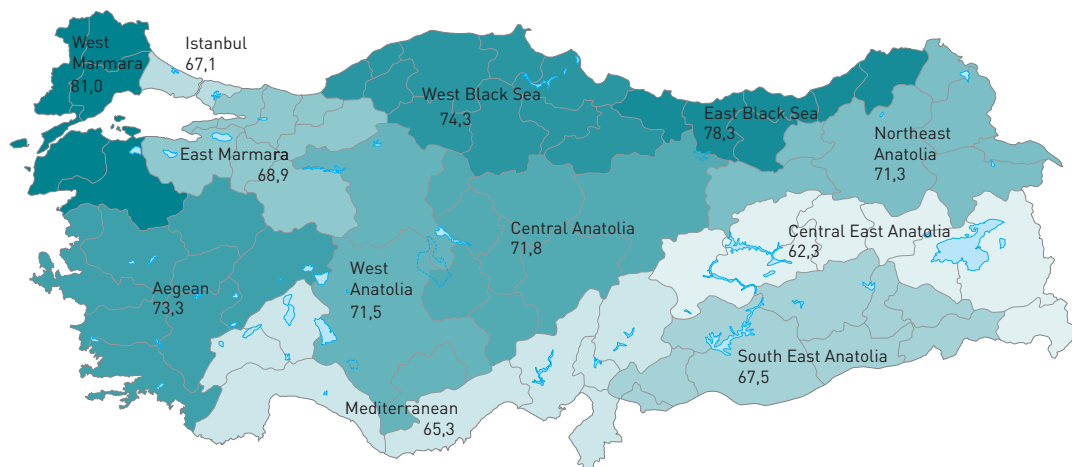 West
Marmara
81,0
Istanbul
67,1
West Black Sea
74,3
East Black Sea
78,3
Northeast
Anatolia
71,3
East Marmara
68,9
Central Anatolia
71,8
Central East Anatolia
62,3
West
Anatolia
71,5
Aegean
73,3
South East Anatolia
67,5
Mediterranean
65,3